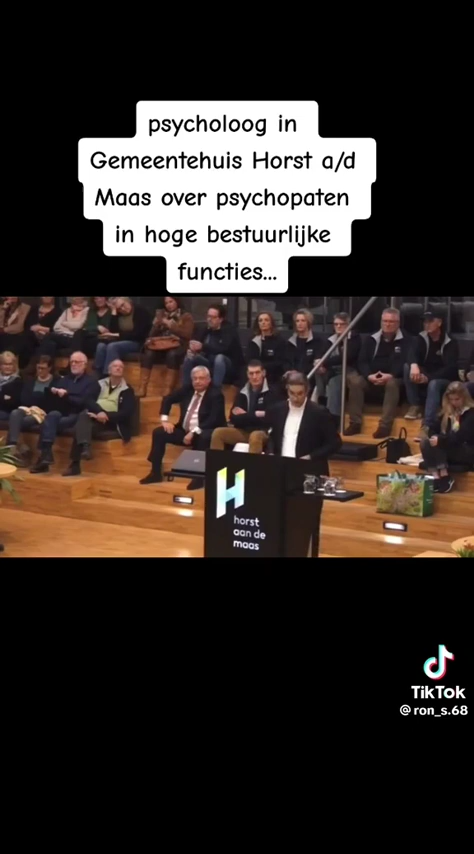 psycholoog in
Gemeentehuis Horst a/d
Maas over psychopaten
in hoge bestuurlijke
functies...
H
horst
aan de
maas
TikTok
@ron_s.68